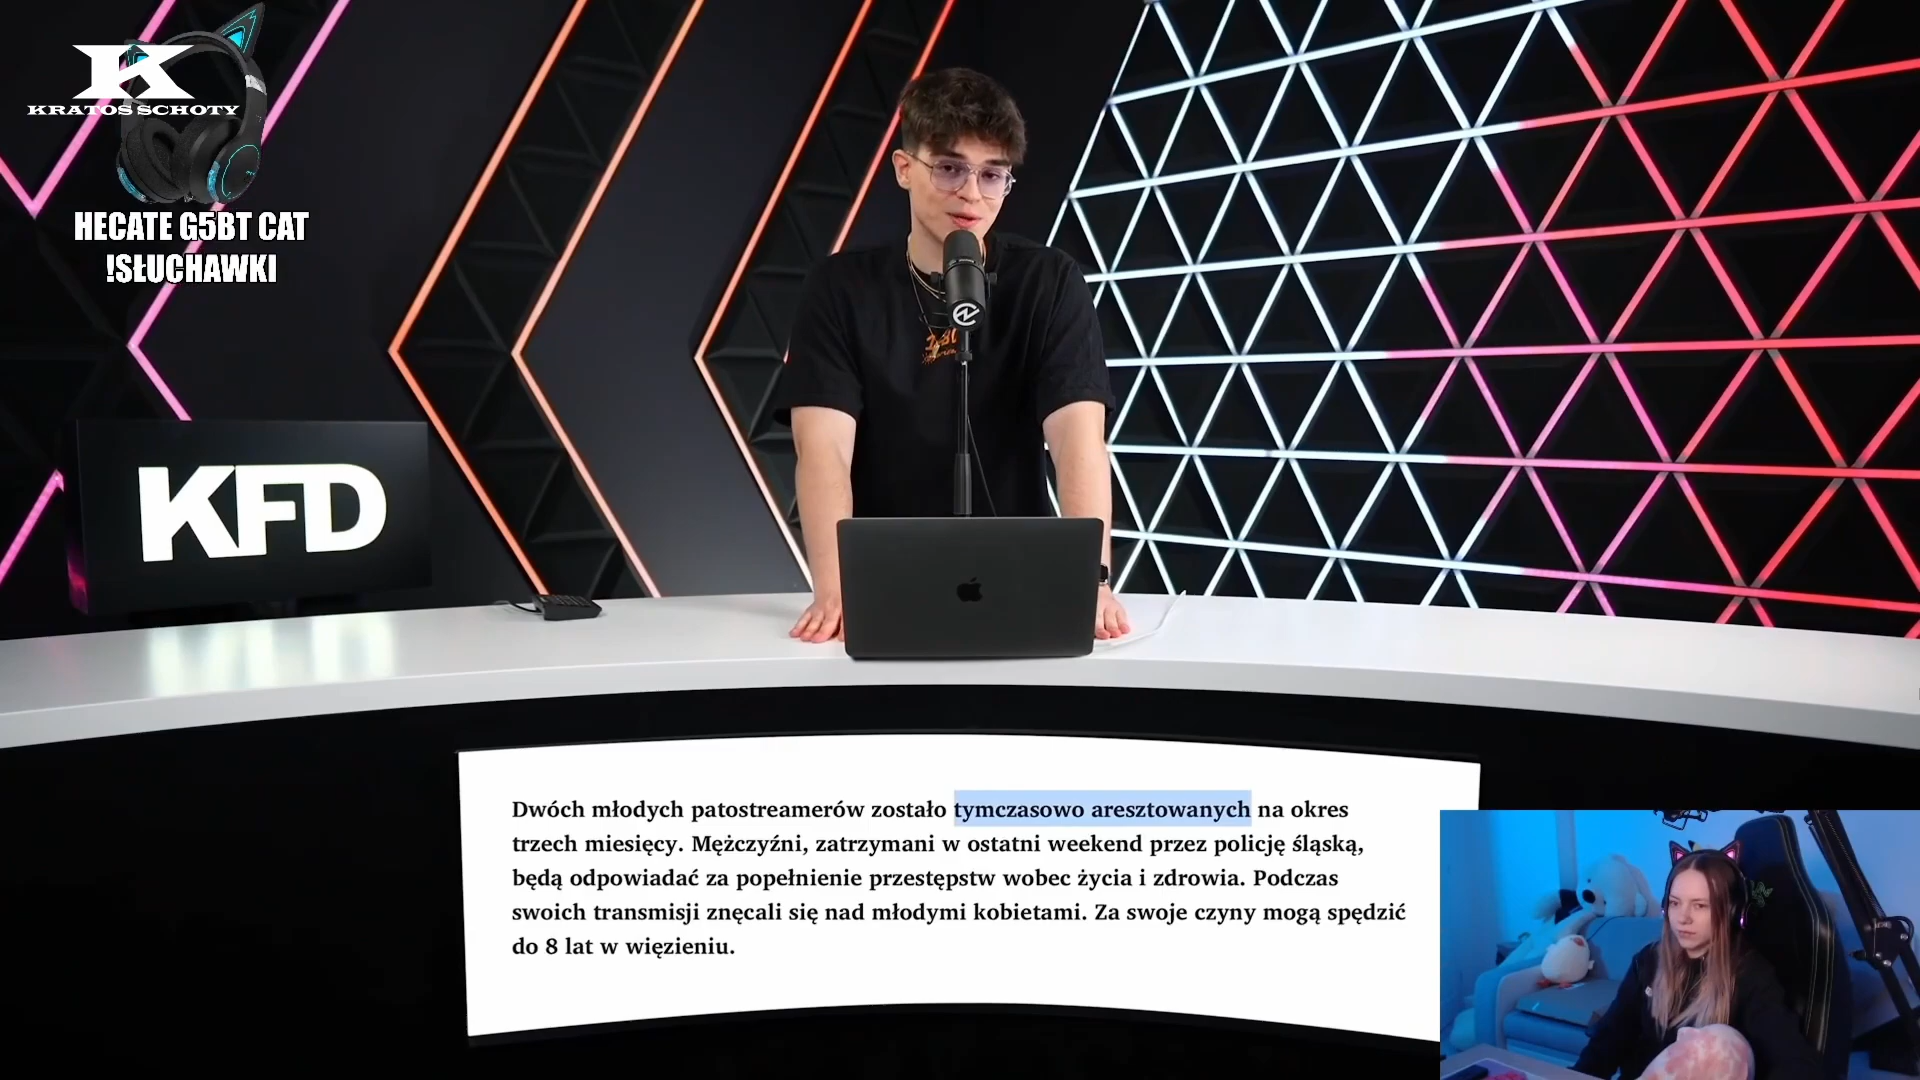 K
KRATOS SCHOTY
HECATE G5BT CAT
!SŁUCHAWKI
KFD
Dwóch młodych patostreamerów zostało tymczasowo aresztowanych na okres
trzech miesięcy. Mężczyźni, zatrzymani w ostatni weekend przez policję śląską,
będą odpowiadać za popełnienie przestępstw wobec życia i zdrowia. Podczas
swoich transmisji znęcali się nad młodymi kobietami. Za swoje czyny mogą spędzić
do 8 lat w więzieniu.